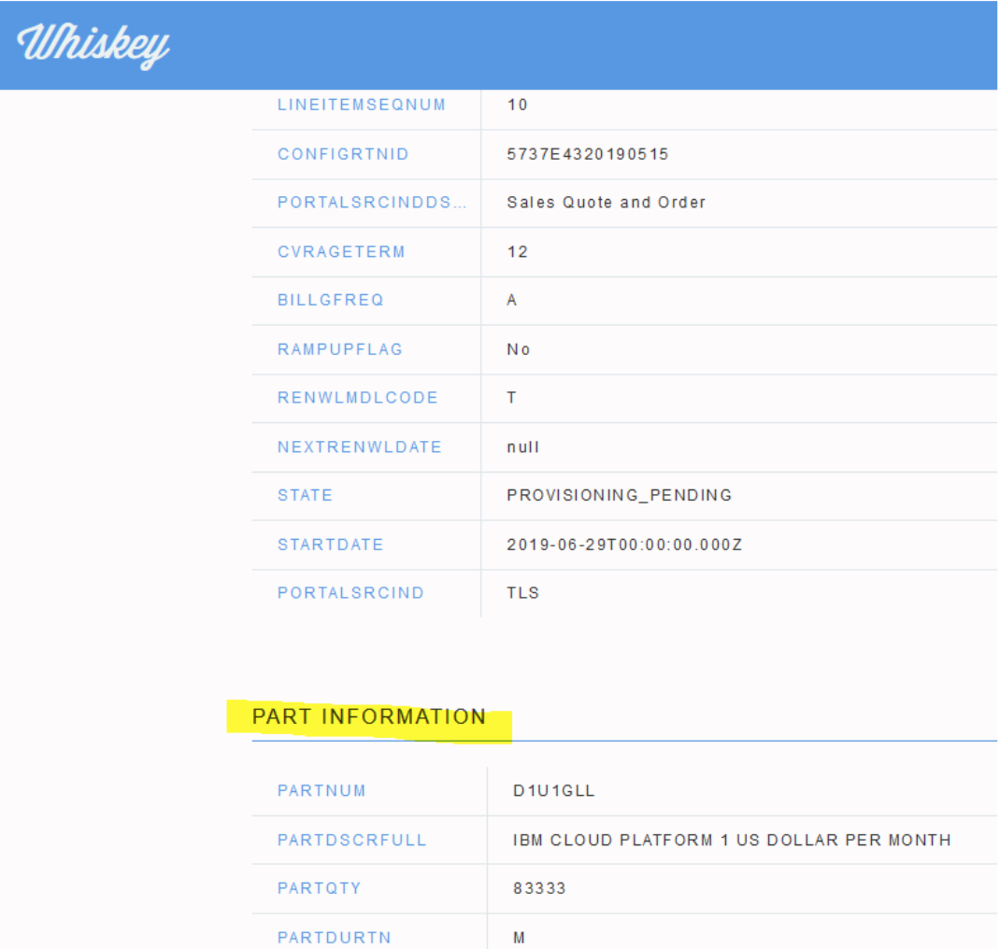 Whiskey
LINEITEMSEQNUM 10
CONFIGRTNID 5737E4320190515
PORTALSRCINDDS... Sales Quote and Order
CVRAGETERM 12
BILLGFREQ A
RAMPUPFLAG No
RENWLMDLCODE T
NEXTRENWLDATE null
STATE PROVISIONING_PENDING
STARTDATE 2019-06-29T00:00:00.000Z
PORTALSRCIND TLS
PART INFORMATION
PARTNUM D1U1GLL
PARTDSCRFULL IBM CLOUD PLATFORM 1 US DOLLAR PER MONTH
PARTQTY 83333
PARTDURTN M